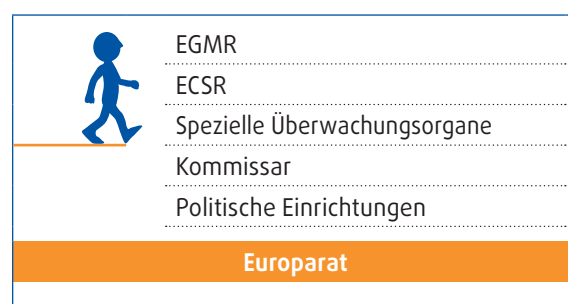 EGMR
ECSR
Spezielle Überwachungsorgane
Kommissar
Politische Einrichtungen
Europarat